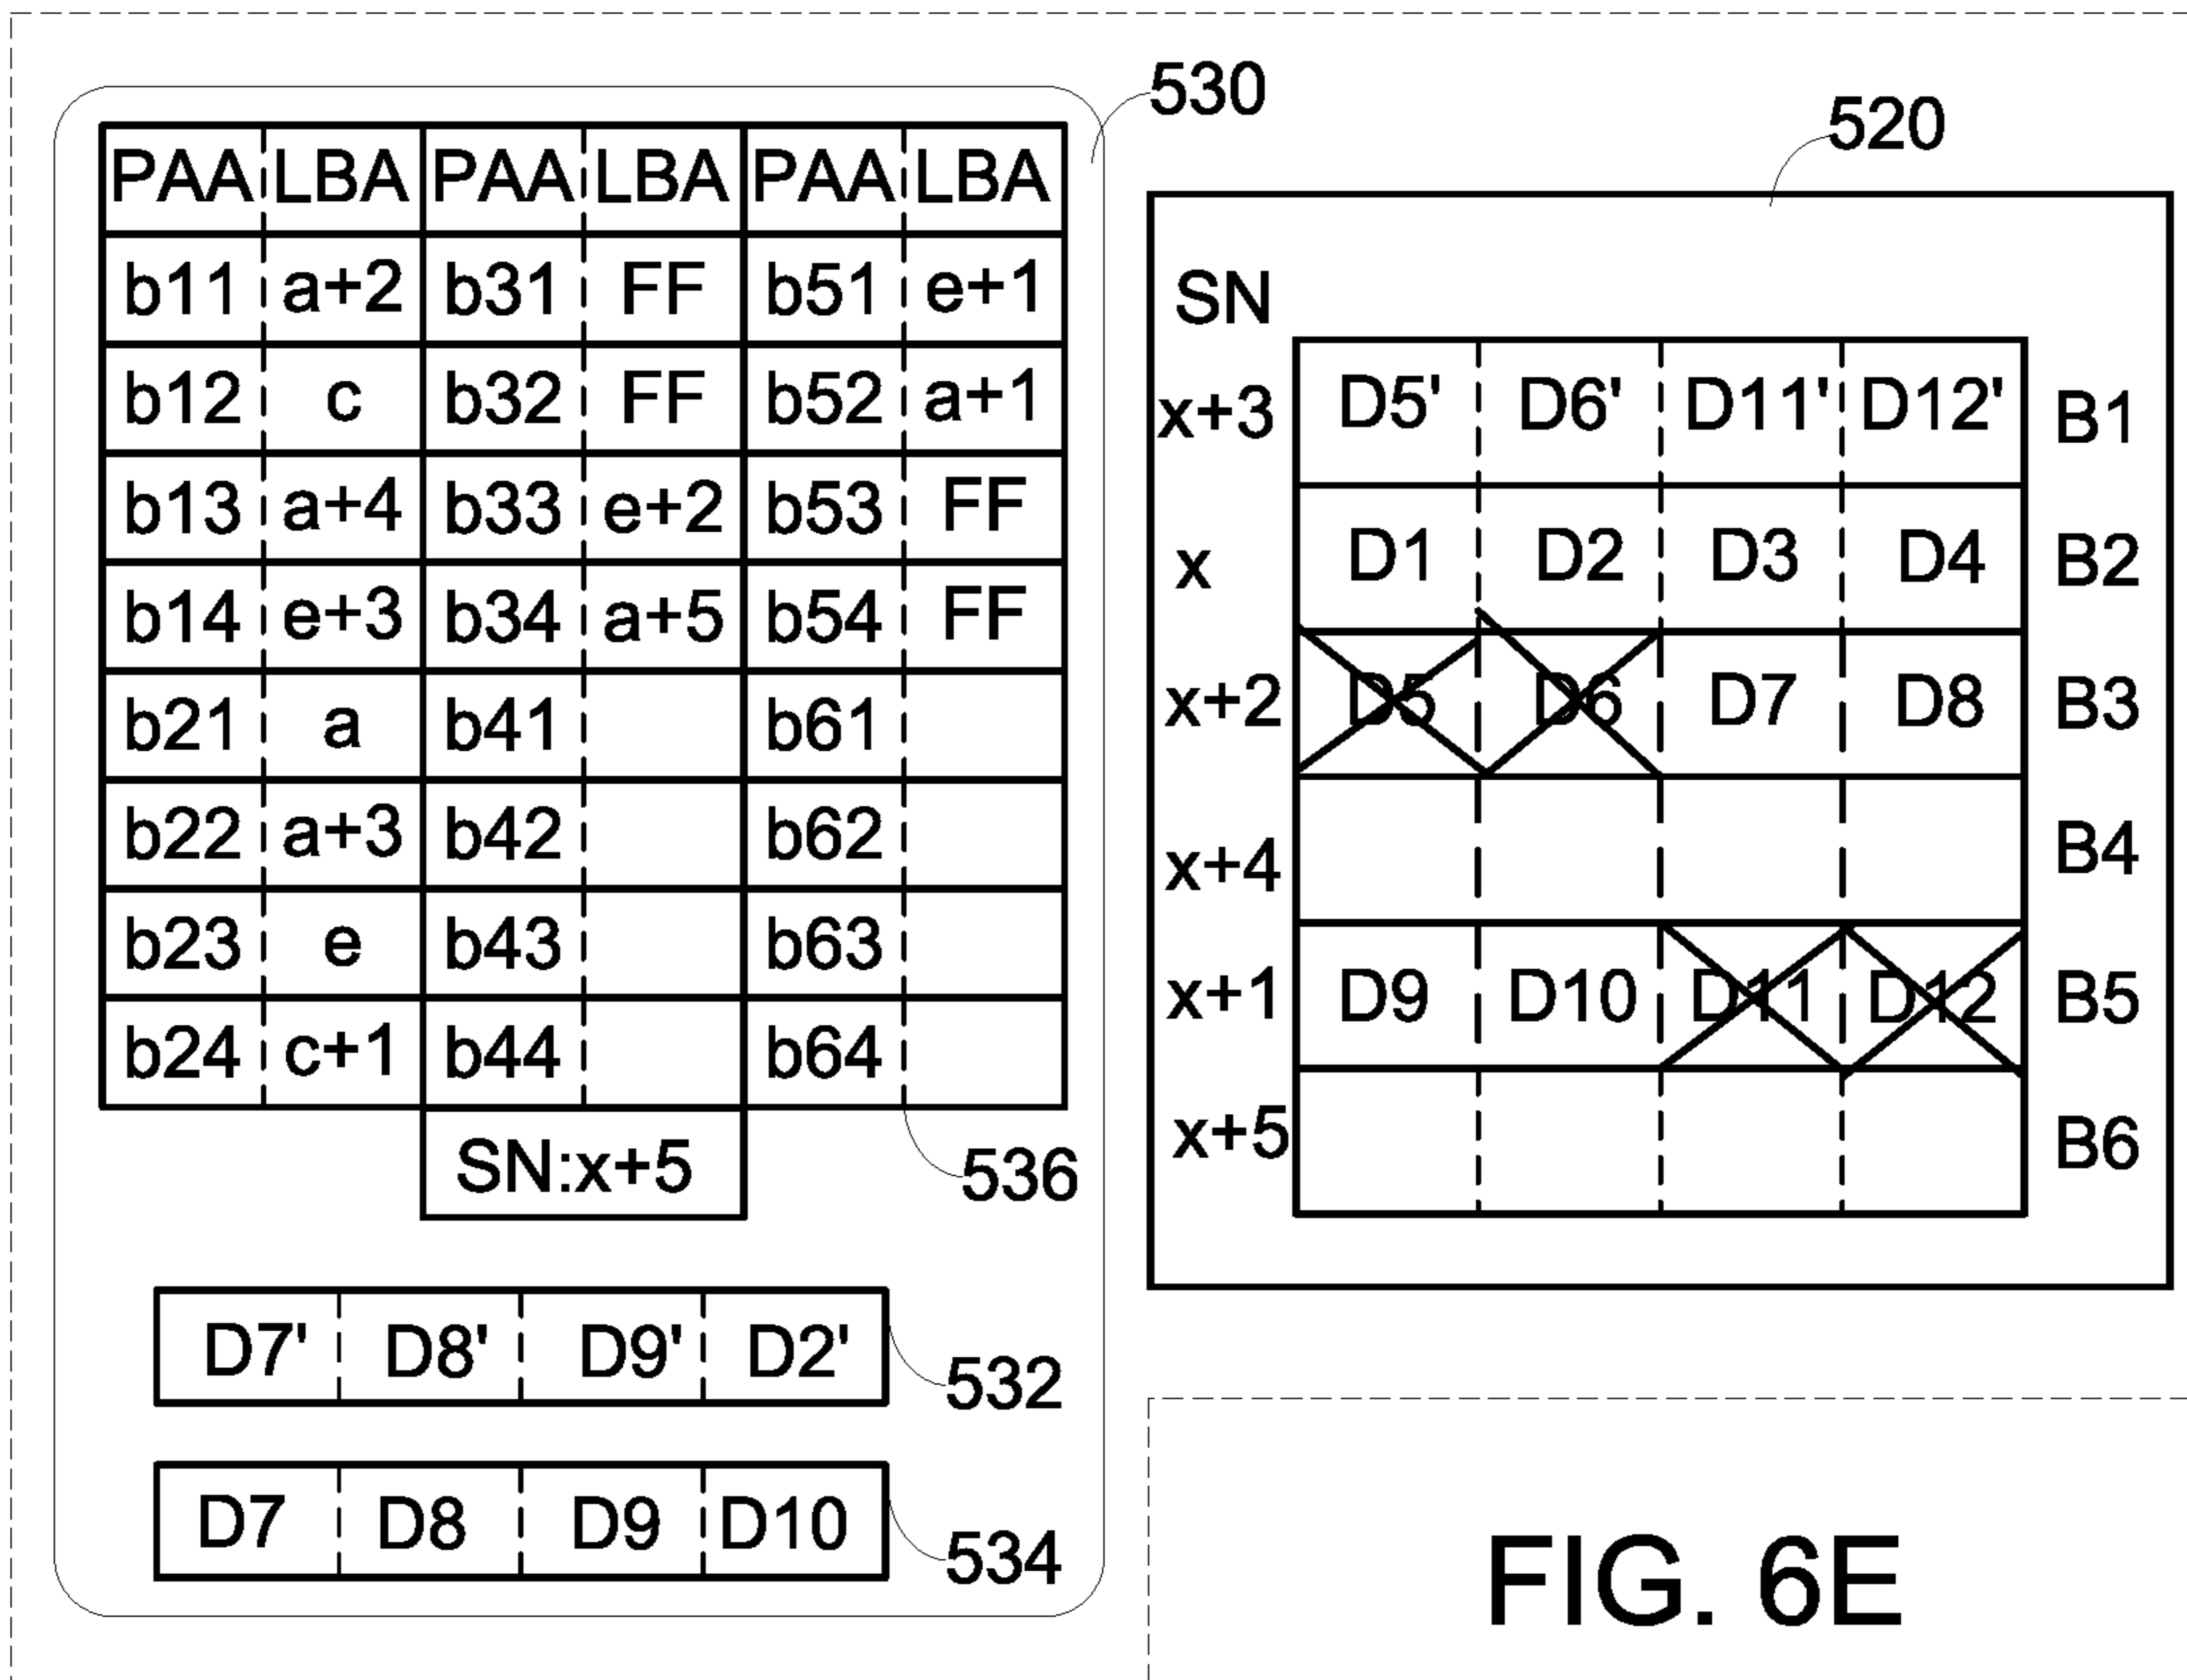 530
PAA LBA PAA LBA PAA LBA
b11 a+2 b31 FF b51 e+1
b12 c b32 FF b52 a+1
b13 a+4 b33 e+2 b53 FF
b14 e+3 b34 a+5 b54 FF
b21 a b41 b61
b22 a+3 b42 b62
b23 e b43 b63
b24 c+1 b44 b64
SN:x+5
536
D7' D8' D9' D2'
532
D7 D8 D9 D10
534
520
SN
x+3 D5' D6' D11' D12' B1
x D1 D2 D3 D4 B2
x+2 D5 D6 D7 D8 B3
x+4 B4
x+1 D9 D10 D11 D12 B5
x+5 B6
FIG. 6E